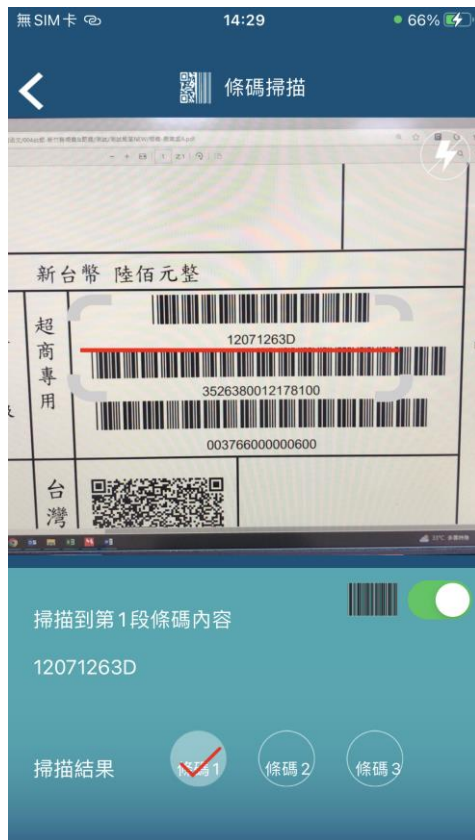 無SIM卡
14:29
66%
條碼掃描
新台幣 陸佰元整
超商專用
12071263D
3526380012178100
003766000000600
台灣
掃描到第1段條碼內容
12071263D
掃描結果
條碼1
條碼2
條碼3